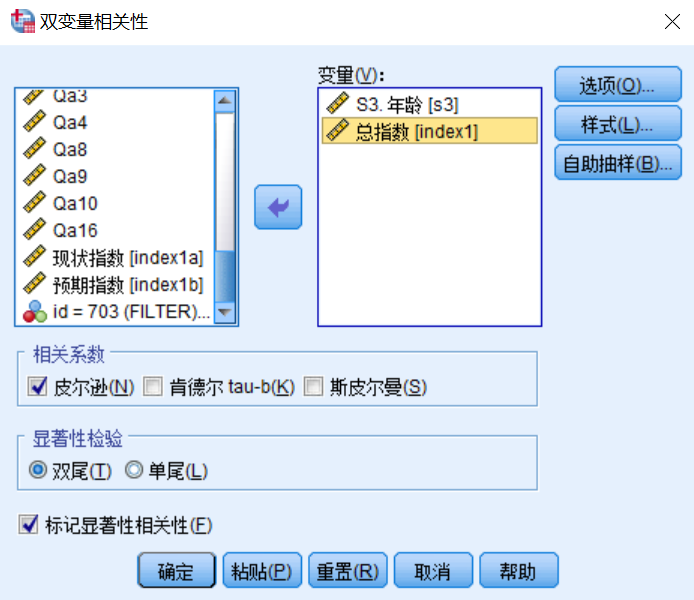 双变量相关性
变量(V):
Qa3
Qa4
Qa8
Qa9
Qa10
Qa16
现状指数 [index1a]
预期指数 [index1b]
id = 703 (FILTER)...
S3. 年龄 [s3]
总指数 [index1]
选项(O)...
样式(L)...
自助抽样(B)...
相关系数
皮尔逊(N) 肯德尔 tau-b(K) 斯皮尔曼(S)
显著性检验
双尾(T) 单尾(L)
标记显著性相关性(F)
确定 粘贴(P) 重置(R) 取消 帮助